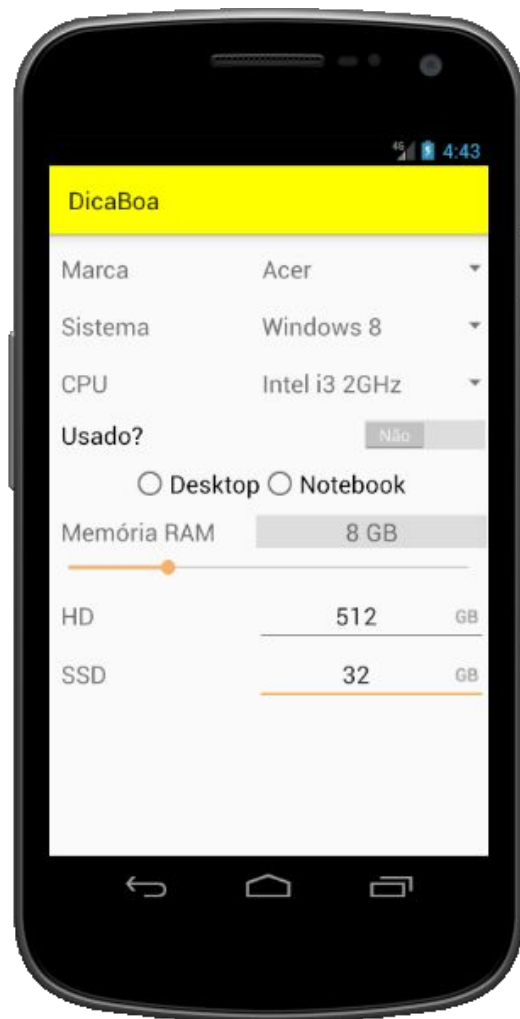 4G 4:43
DicaBoa
Marca Acer
Sistema Windows 8
CPU Intel i3 2GHz
Usado? Não
Desktop Notebook
Memória RAM 8 GB
HD 512 GB
SSD 32 GB